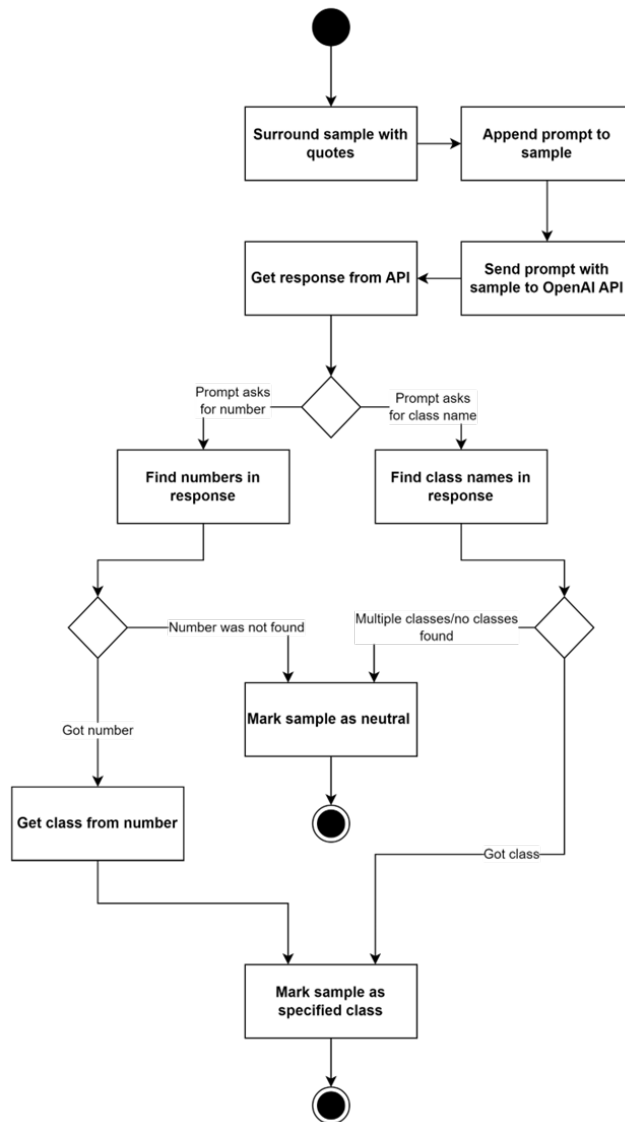 Surround sample with
quotes
Append prompt to
sample
Get response from API
Send prompt with
sample to OpenAI API
Prompt asks
for number
Prompt asks
for class name
Find numbers in
response
Find class names in
response
Number was not found
Multiple classes/no classes
found
Mark sample as neutral
Got number
Get class from number
Got class
Mark sample as
specified class